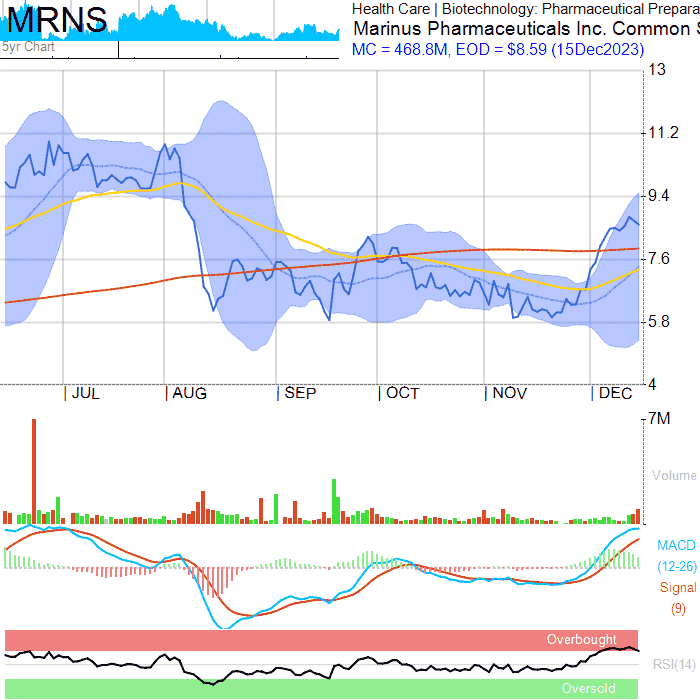 MRNS
5yr Chart
Health Care | Biotechnology: Pharmaceutical Prepara
Marinus Pharmaceuticals Inc. Common S
MC = 468.8M, EOD = $8.59 (15Dec2023)
13
11.2
9.4
7.6
5.8
4
JUL AUG SEP OCT NOV DEC
7M
Volume
MACD
(12-26)
Signal
(9)
Overbought
RSI(14)
Oversold